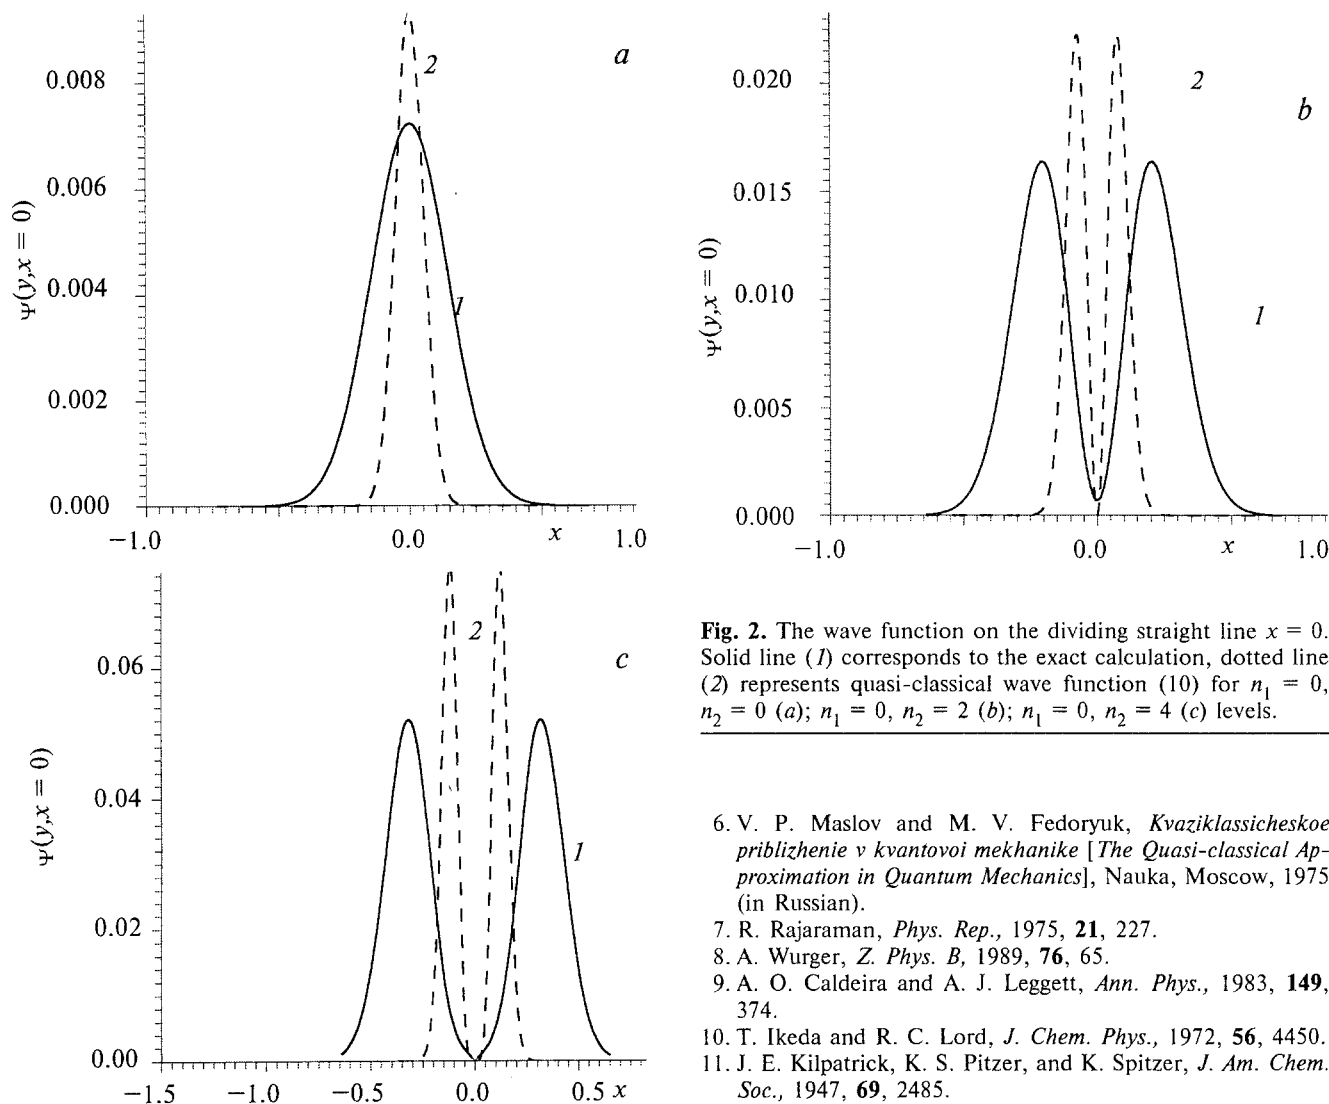 a
0.008
0.006
0.004
0.002
0.000
Ψ(y,x = 0)
2
1
−1.0 0.0 x 1.0
b
0.020
0.015
0.010
0.005
0.000
Ψ(y,x = 0)
2
1
−1.0 0.0 x 1.0
c
0.06
0.04
0.02
0.00
Ψ(y,x = 0)
2
1
−1.5 −1.0 −0.5 0.0 0.5 x
Fig. 2. The wave function on the dividing straight line x = 0.
Solid line (1) corresponds to the exact calculation, dotted line
(2) represents quasi-classical wave function (10) for n₁ = 0,
n₂ = 0 (a); n₁ = 0, n₂ = 2 (b); n₁ = 0, n₂ = 4 (c) levels.
6. V. P. Maslov and M. V. Fedoryuk, Kvaziklassicheskoe
priblizhenie v kvantovoi mekhanike [The Quasi-classical Ap-
proximation in Quantum Mechanics], Nauka, Moscow, 1975
(in Russian).
7. R. Rajaraman, Phys. Rep., 1975, 21, 227.
8. A. Wurger, Z. Phys. B, 1989, 76, 65.
9. A. O. Caldeira and A. J. Leggett, Ann. Phys., 1983, 149,
374.
10. T. Ikeda and R. C. Lord, J. Chem. Phys., 1972, 56, 4450.
11. J. E. Kilpatrick, K. S. Pitzer, and K. Spitzer, J. Am. Chem.
Soc., 1947, 69, 2485.